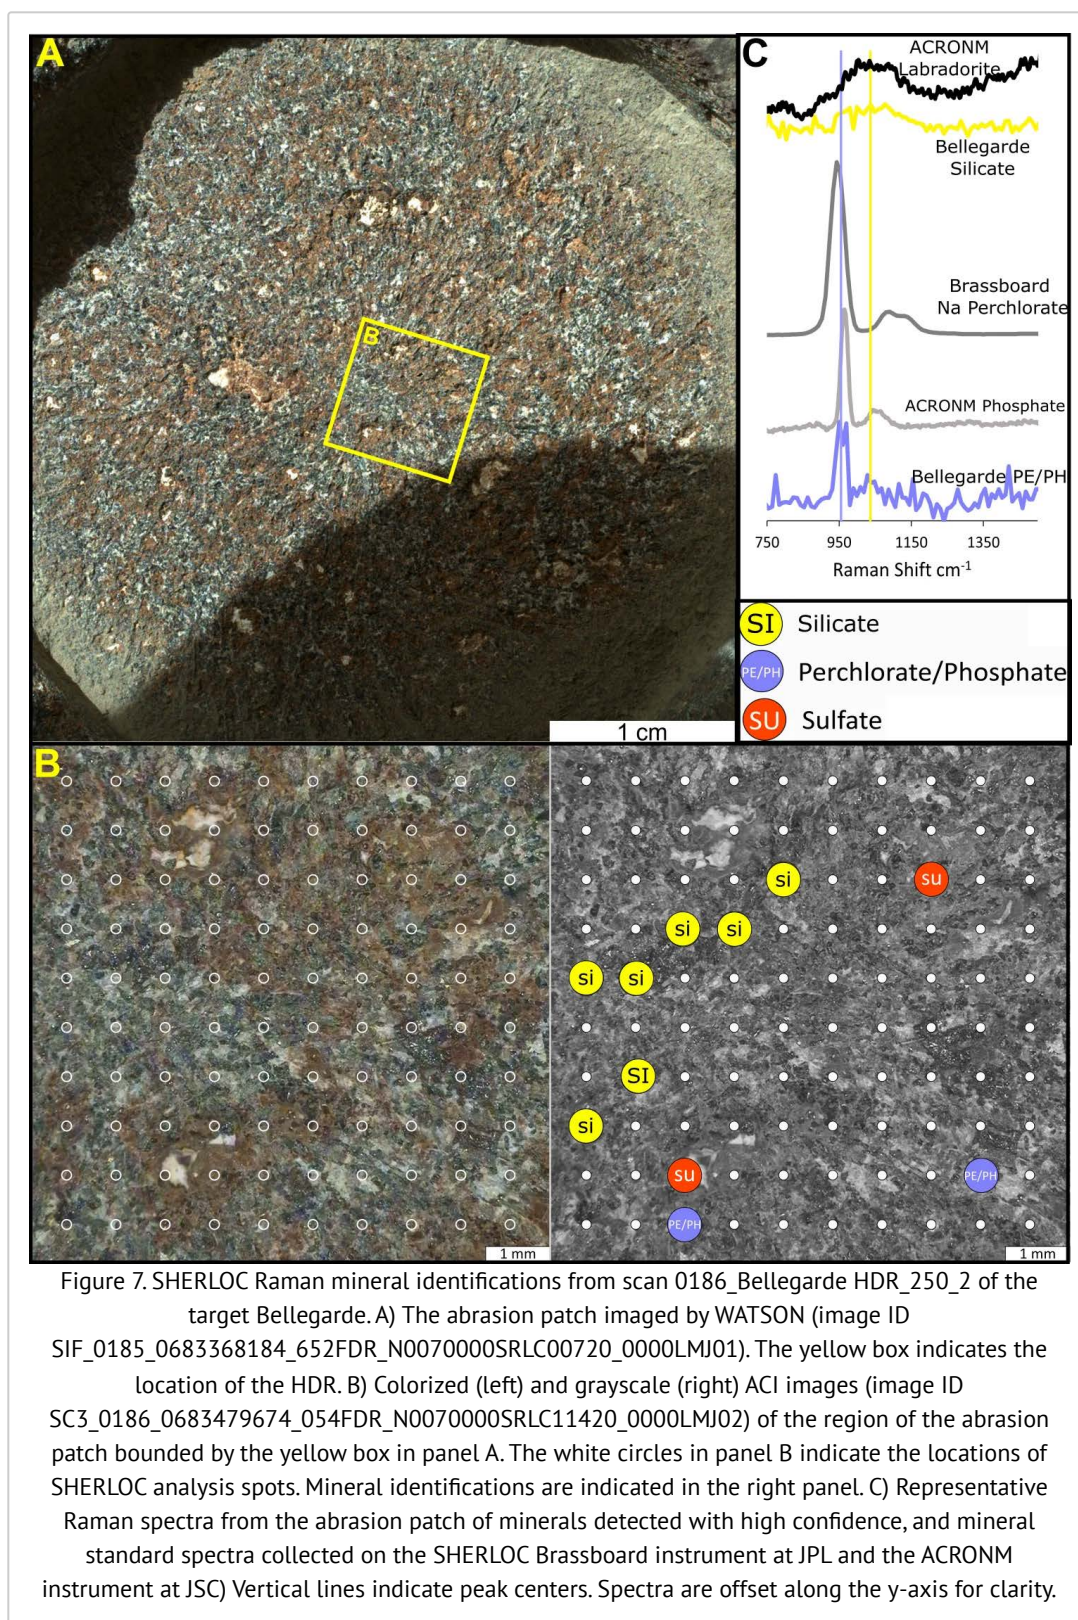 A
B
1 cm
C
ACRONM
Labradorite
Bellegarde
Silicate
Brassboard
Na Perchlorate
ACRONM Phosphate
Bellegarde PE/PH
750 950 1150 1350
Raman Shift cm-1
SI Silicate
PE/PH Perchlorate/Phosphate
SU Sulfate
B
si su
si si
si si
SI
si
su PE/PH
PE/PH
1 mm 1 mm
Figure 7. SHERLOC Raman mineral identifications from scan 0186_Bellegarde HDR_250_2 of the
target Bellegarde. A) The abrasion patch imaged by WATSON (image ID
SIF_0185_0683368184_652FDR_N0070000SRLC00720_0000LMJ01). The yellow box indicates the
location of the HDR. B) Colorized (left) and grayscale (right) ACI images (image ID
SC3_0186_0683479674_054FDR_N0070000SRLC11420_0000LMJ02) of the region of the abrasion
patch bounded by the yellow box in panel A. The white circles in panel B indicate the locations of
SHERLOC analysis spots. Mineral identifications are indicated in the right panel. C) Representative
Raman spectra from the abrasion patch of minerals detected with high confidence, and mineral
standard spectra collected on the SHERLOC Brassboard instrument at JPL and the ACRONM
instrument at JSC) Vertical lines indicate peak centers. Spectra are offset along the y-axis for clarity.